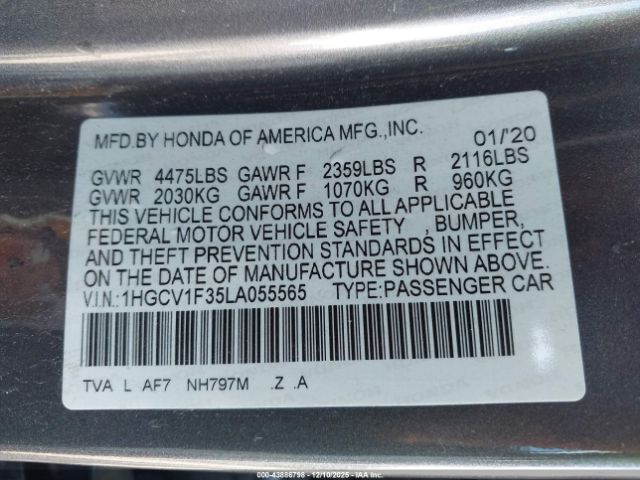 MFD.BY HONDA OF AMERICA MFG.,INC. 01/'20
GVWR 4475LBS GAWR F 2359LBS R 2116LBS
GVWR 2030KG GAWR F 1070KG R 960KG
THIS VEHICLE CONFORMS TO ALL APPLICABLE
FEDERAL MOTOR VEHICLE SAFETY , BUMPER,
AND THEFT PREVENTION STANDARDS IN EFFECT
ON THE DATE OF MANUFACTURE SHOWN ABOVE.
V.I.N.:1HGCV1F35LA055565 TYPE:PASSENGER CAR
TVA L AF7 NH797M .Z .A
000-43886798 - 12/10/2025 - IAA Inc.